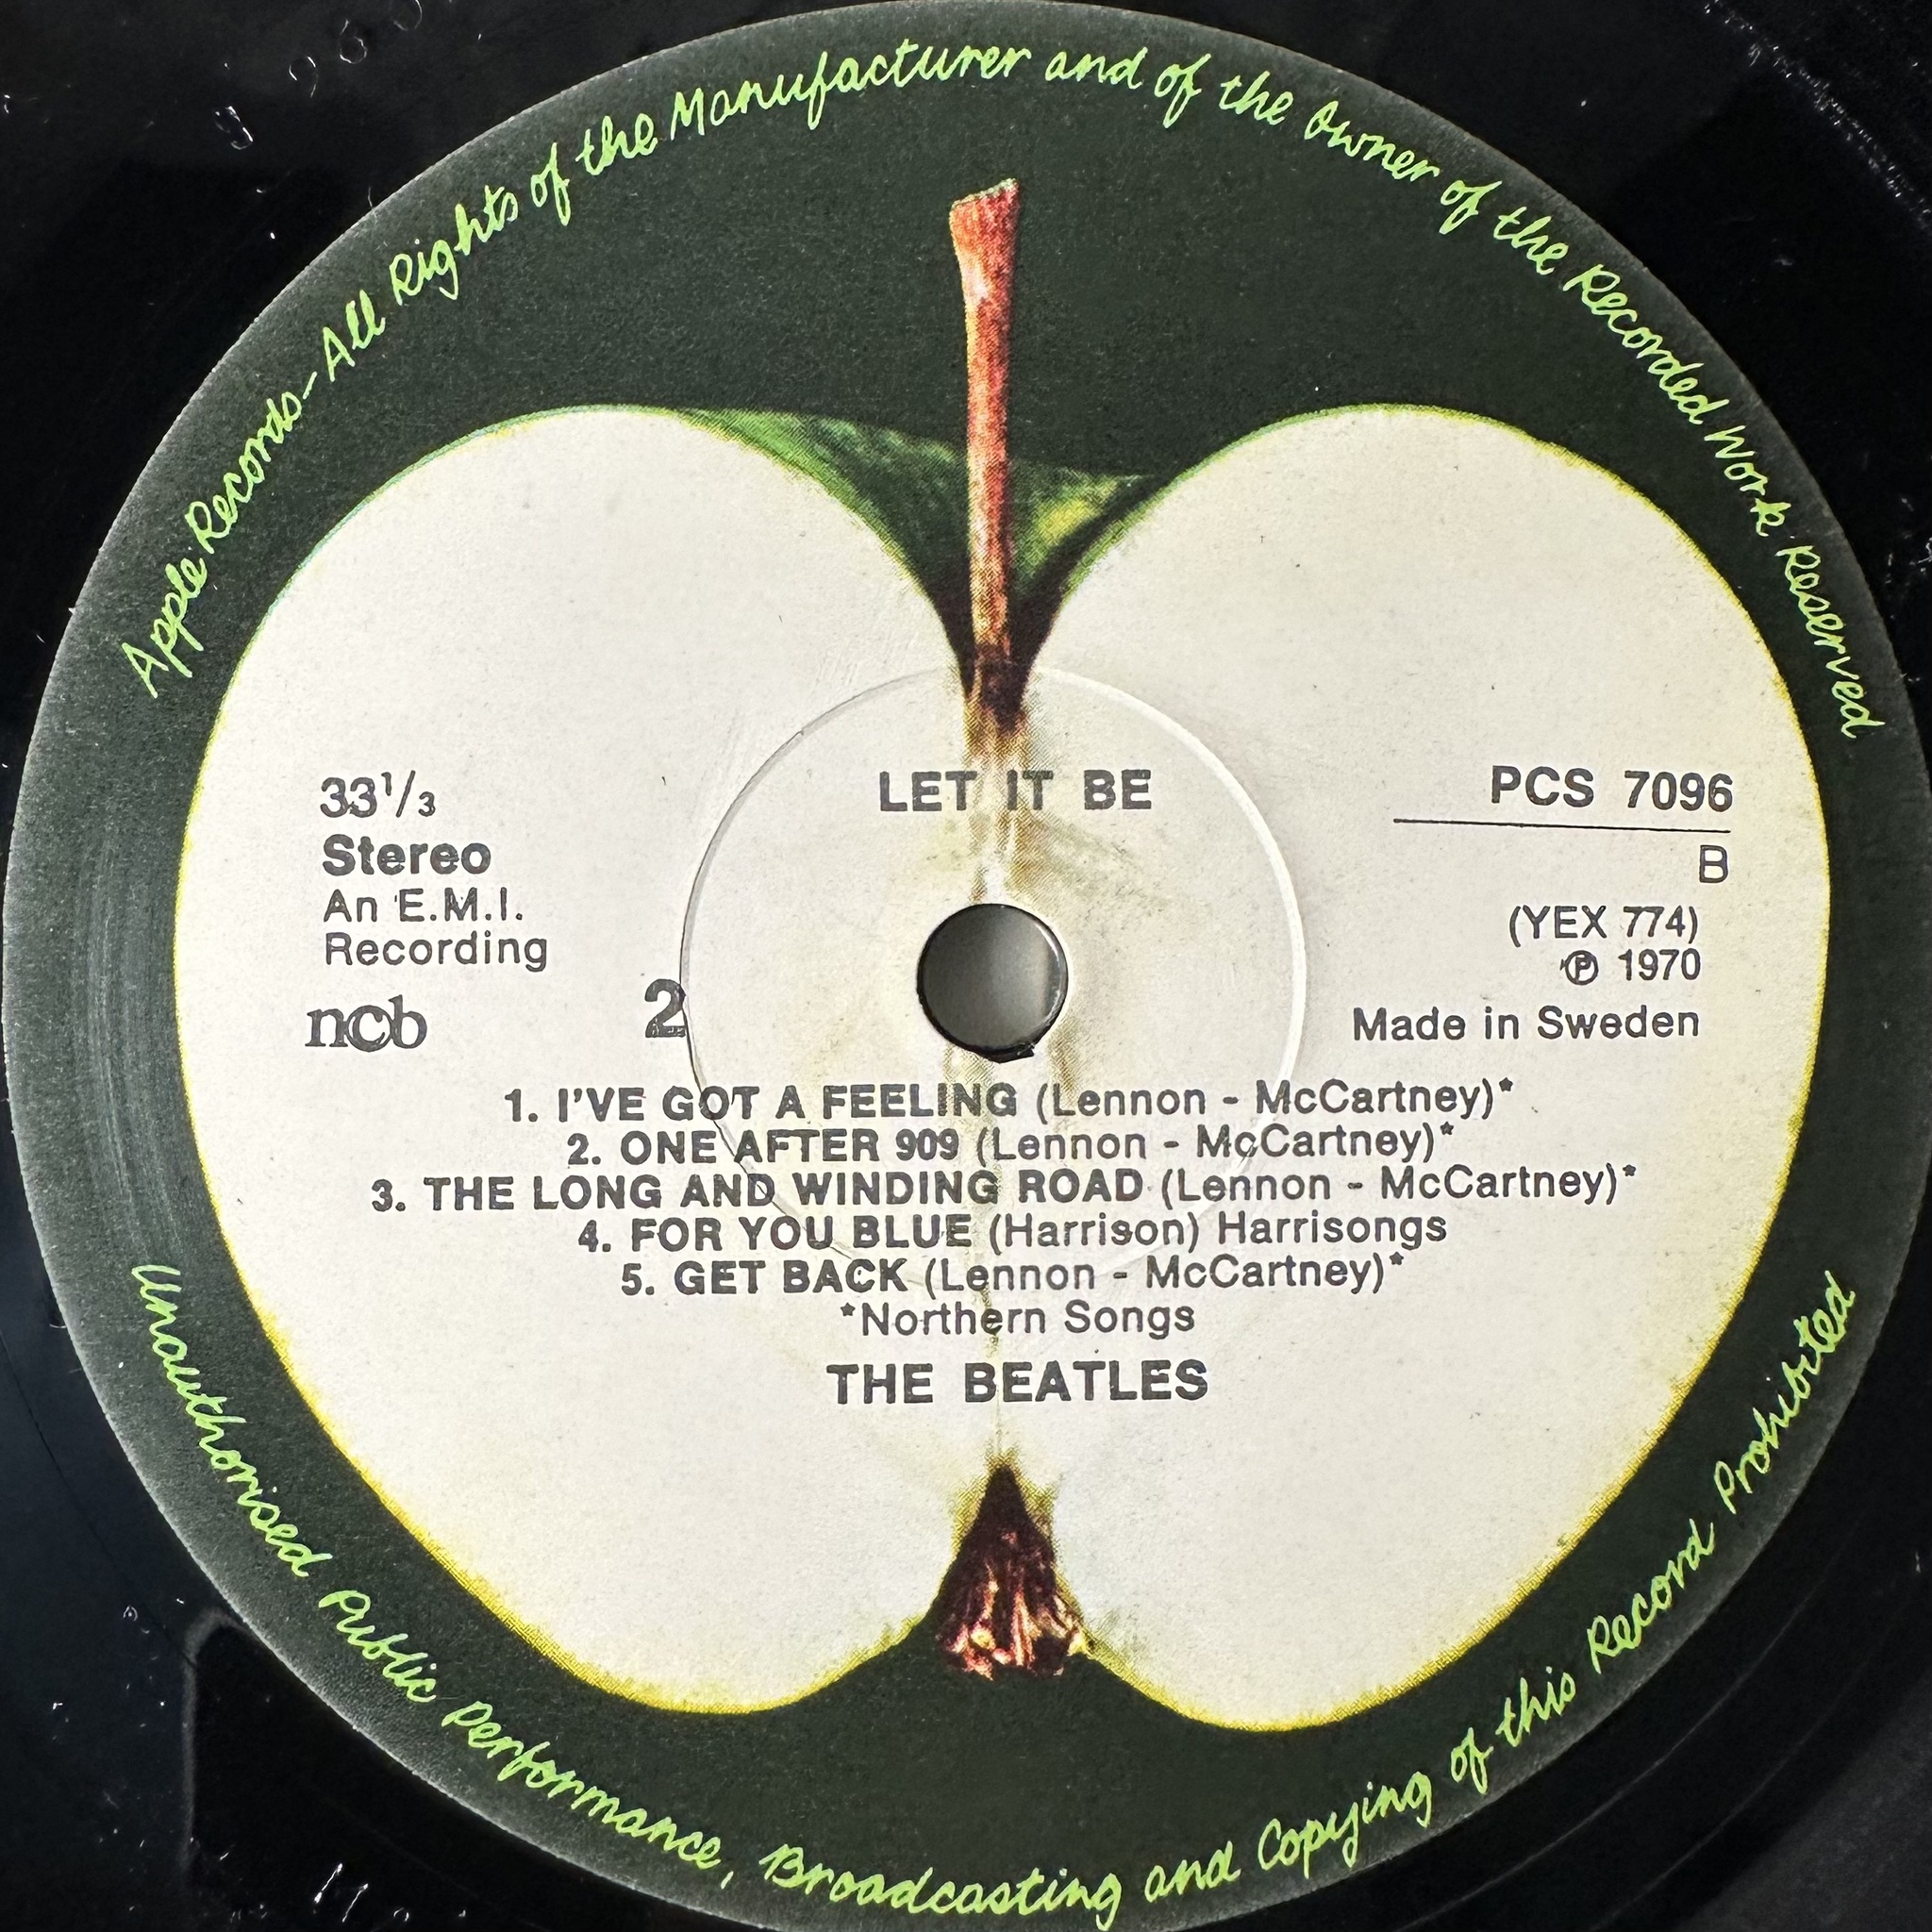 Apple Records - All Rights of the Manufacturer and of the Owner of the Recorded Work Reserved
33 1/3
Stereo
An E.M.I.
Recording
ncb
2
LET IT BE
PCS 7096
B
(YEX 774)
℗ 1970
Made in Sweden
1. I'VE GOT A FEELING (Lennon - McCartney)*
2. ONE AFTER 909 (Lennon - McCartney)*
3. THE LONG AND WINDING ROAD (Lennon - McCartney)*
4. FOR YOU BLUE (Harrison) Harrisongs
5. GET BACK (Lennon - McCartney)*
*Northern Songs
THE BEATLES
Unauthorised Public Performance, Broadcasting and Copying of this Record Prohibited